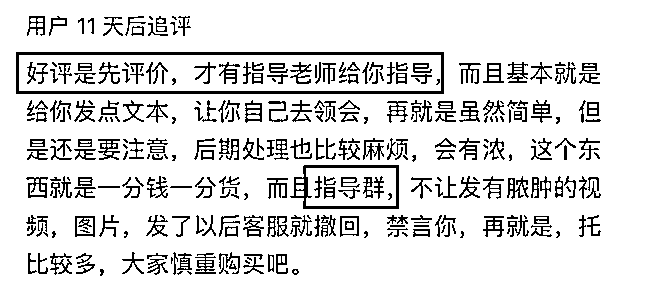 用户 11 天后追评
好评是先评价，才有指导老师给你指导，而且基本就是
给你发点文本，让你自己去领会，再就是虽然简单，但
是还是要注意，后期处理也比较麻烦，会有浓，这个东
西就是一分钱一分货，而且指导群，不让发有脓肿的视
频，图片，发了以后客服就撤回，禁言你，再就是，托
比较多，大家慎重购买吧。